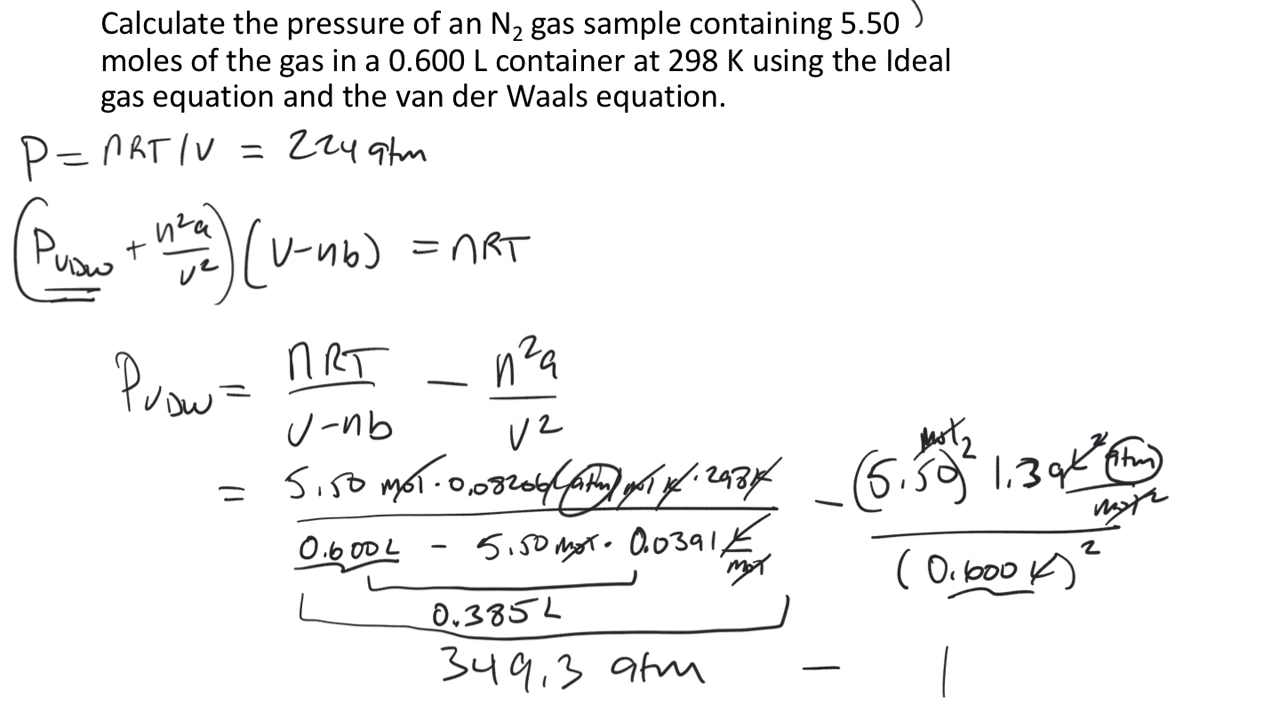 Calculate the pressure of an N₂ gas sample containing 5.50
moles of the gas in a 0.600 L container at 298 K using the Ideal
gas equation and the van der Waals equation.
P = nRT/V = 224 atm
(P_VDW + n²a/V²)(V-nb) = nRT
P_VDW = nRT/(V-nb) - n²a/V²
= 5.50 mol · 0.08206 L atm/mol K · 298 K - (5.50 mol)² 1.39 L² atm/mol²
0.600 L - 5.50 mol · 0.0391 L/mol (0.600 L)²
0.385 L
349.3 atm - 1